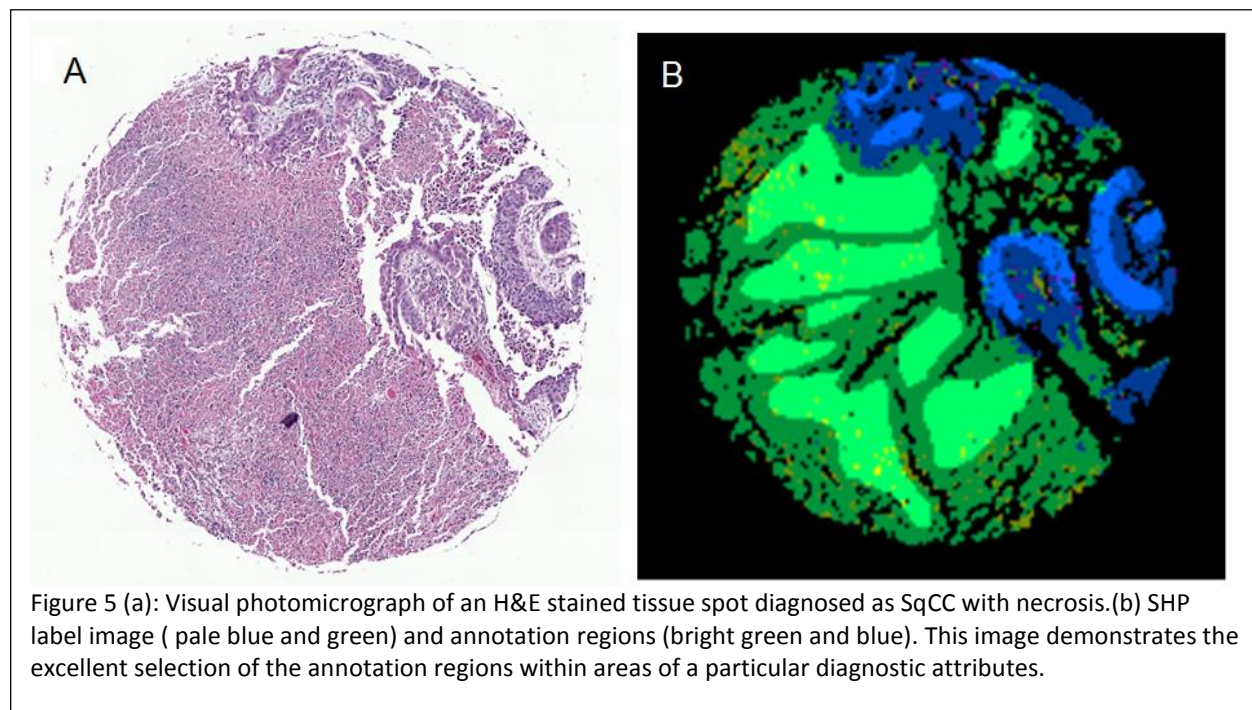 A
B
Figure 5 (a): Visual photomicrograph of an H&E stained tissue spot diagnosed as SqCC with necrosis.(b) SHP
label image ( pale blue and green) and annotation regions (bright green and blue). This image demonstrates the
excellent selection of the annotation regions within areas of a particular diagnostic attributes.